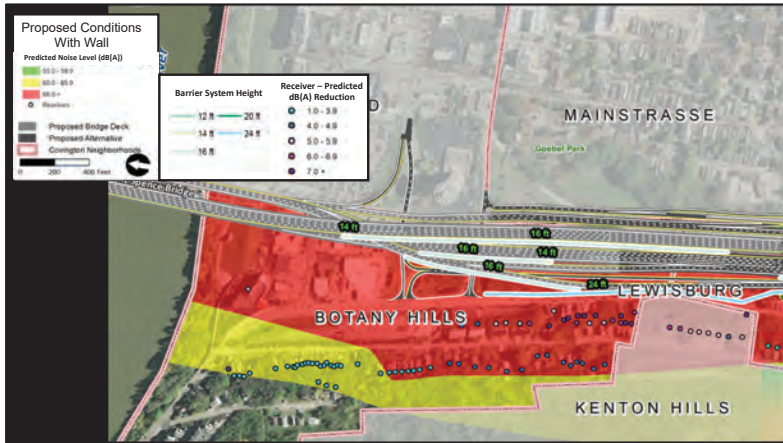 Proposed Conditions
With Wall
Predicted Noise Level (dB[A])
55.0 - 59.9
60.0 - 65.9
66.0 +
Receivers
Proposed Bridge Deck
Proposed Alternative
Covington Neighborhoods
0 200 400 Feet
Barrier System Height
12 ft 20 ft
14 ft 24 ft
16 ft
Receiver – Predicted
dB(A) Reduction
1.0 - 3.9
4.0 - 4.9
5.0 - 5.9
6.0 - 6.9
7.0 +
D
MAINSTRASSE
Goebel Park
Spence Bridge
14 ft
16 ft
16 ft
14 ft
16 ft
24 ft
LEWISBURG
BOTANY HILLS
KENTON HILLS